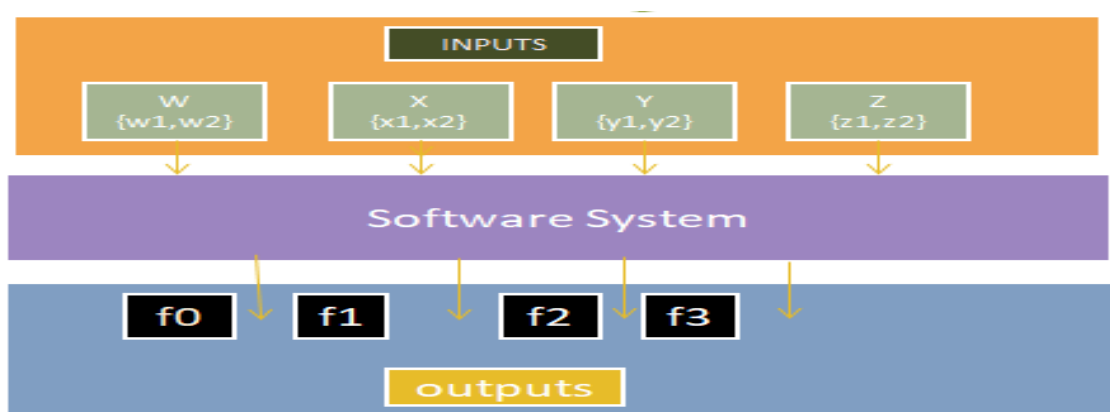 INPUTS
W
{w1,w2}
X
{x1,x2}
Y
{y1,y2}
Z
{z1,z2}
Software System
f0
f1
f2
f3
outputs